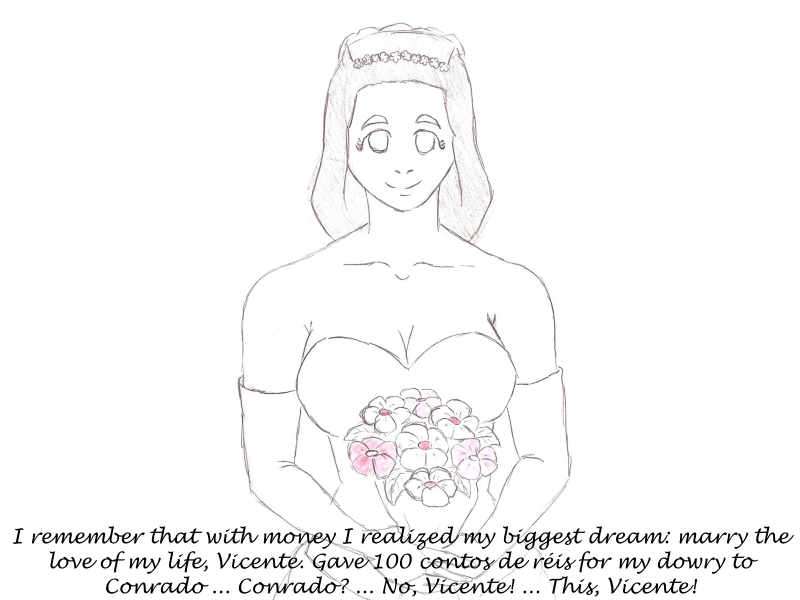 I remember that with money I realized my biggest dream: marry the
love of my life, Vicente. Gave 100 contos de réis for my dowry to
Conrado ... Conrado? ... No, Vicente! ... This, Vicente!